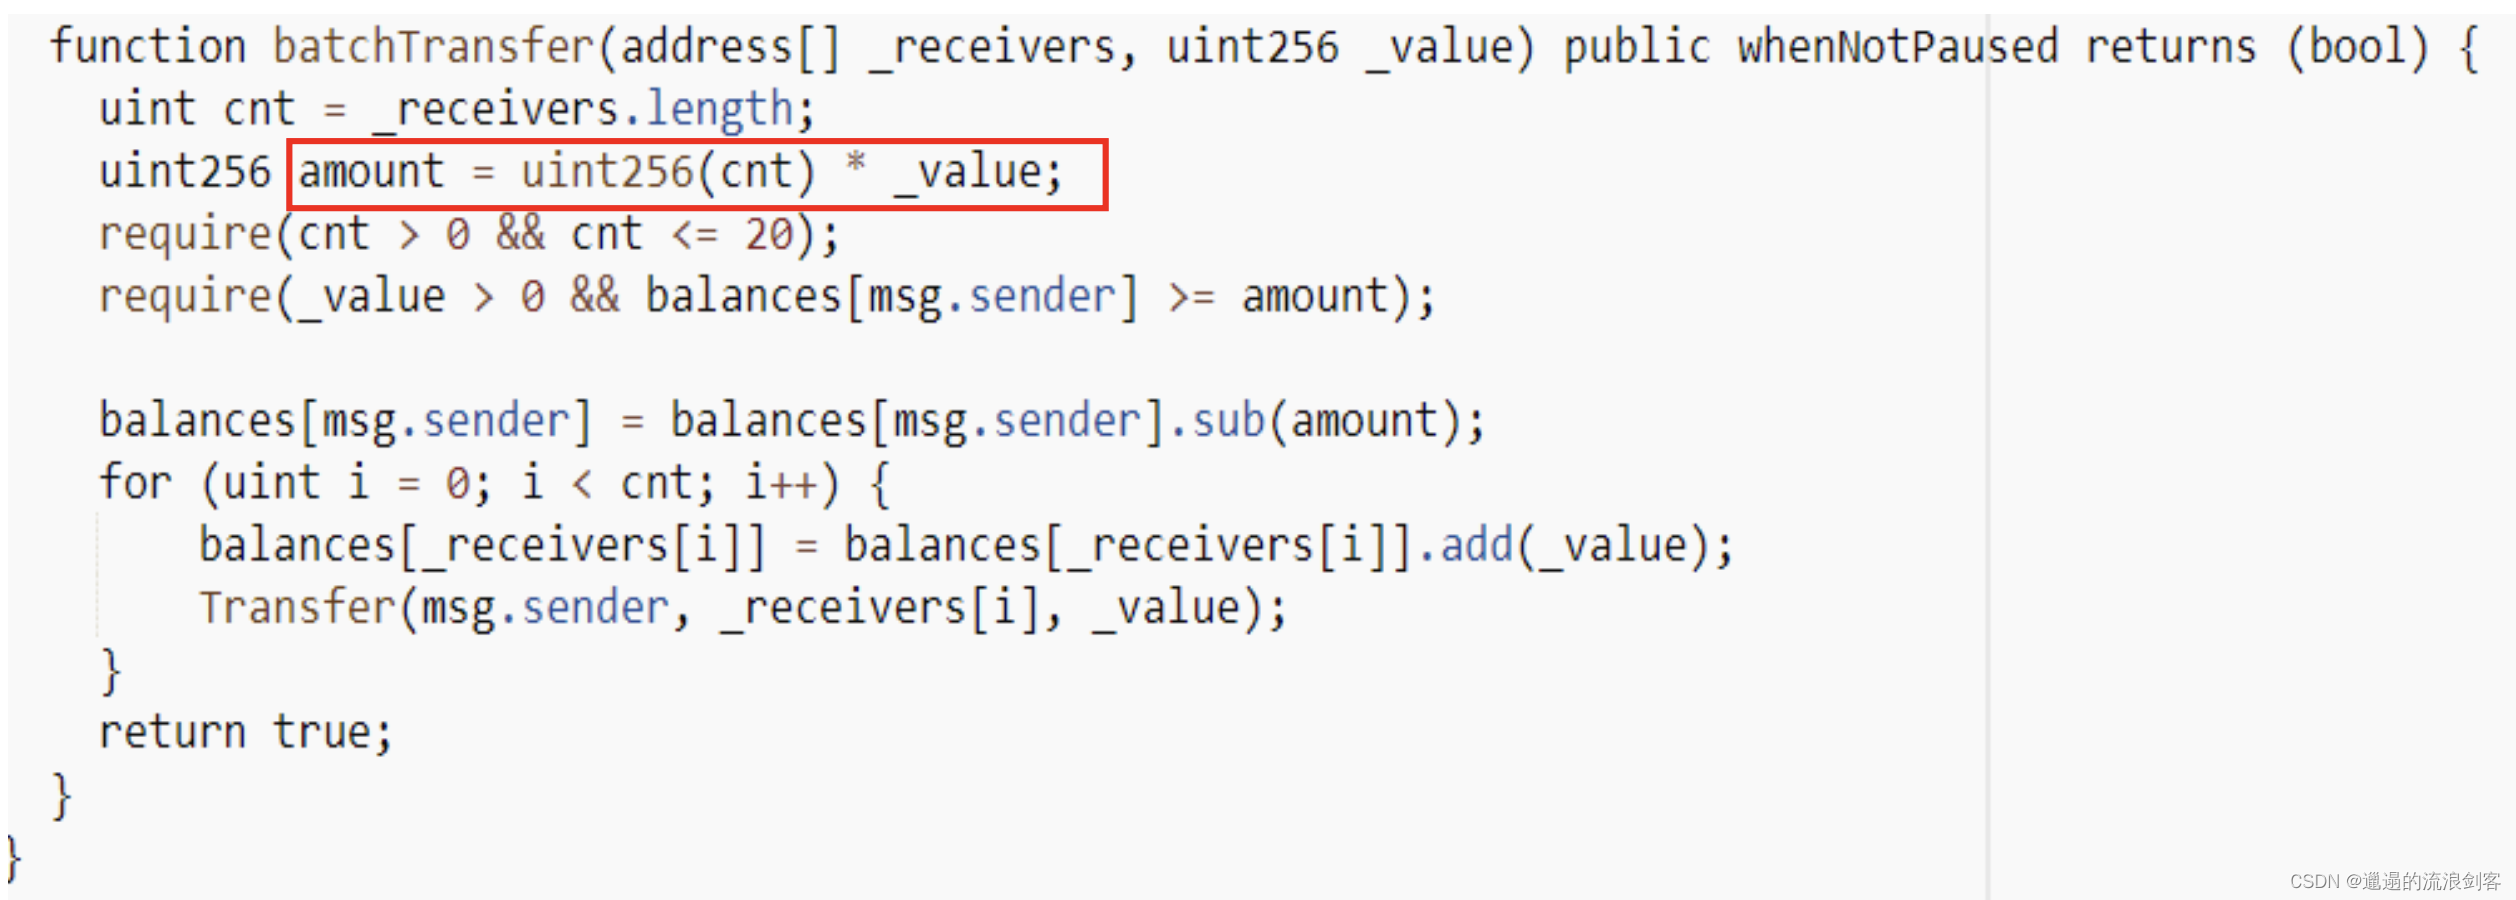 function batchTransfer(address[] _receivers, uint256 _value) public whenNotPaused returns (bool) {
uint cnt = _receivers.length;
uint256 amount = uint256(cnt) * _value;
require(cnt > 0 && cnt <= 20);
require(_value > 0 && balances[msg.sender] >= amount);
balances[msg.sender] = balances[msg.sender].sub(amount);
for (uint i = 0; i < cnt; i++) {
balances[_receivers[i]] = balances[_receivers[i]].add(_value);
Transfer(msg.sender, _receivers[i], _value);
}
return true;
}
}
CSDN @邋遢的流浪剑客